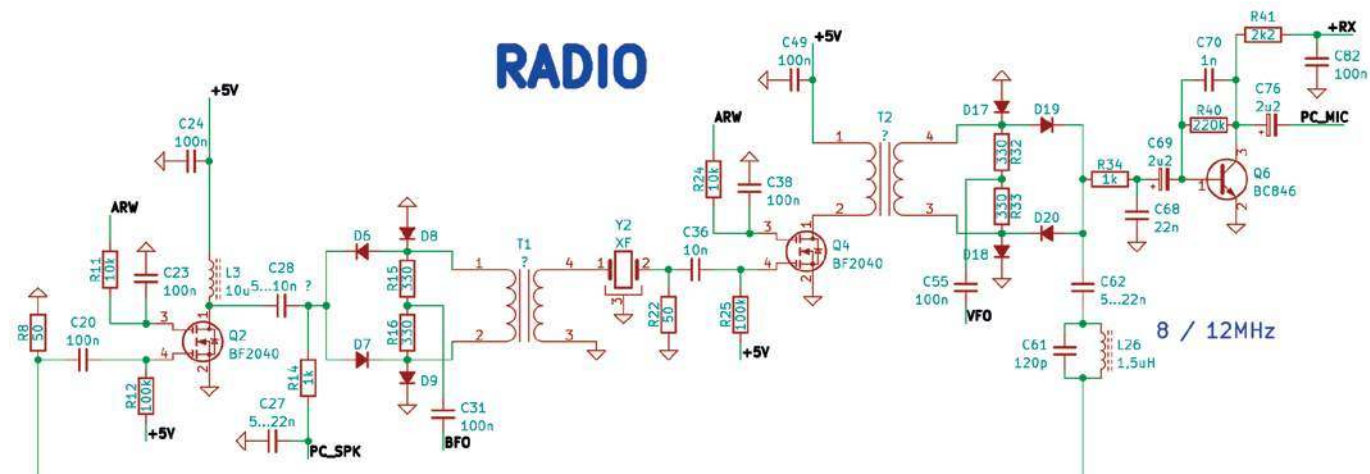 RADIO
+5V
C24
100n
ARW
R11
10k
C23
100n
L3
10u
C28
5...10n
?
R8
50
C20
100n
3
4
1
2
Q2
BF2040
R12
100k
+5V
R14
1k
C27
5...22n
PC_SPK
D6
D8
R15
330
R16
330
D7
D9
C31
100n
BFO
T1
?
1
2
4
3
Y2
XF
1
2
3
R22
50
C36
10n
R25
100k
+5V
ARW
R24
10k
C38
100n
C49
100n
+5V
3
4
1
2
Q4
BF2040
T2
?
1
2
4
3
D17
D19
330
R32
330
R33
D18
D20
C55
100n
VFO
R34
1k
C68
22n
C69
2u2
+
C62
5...22n
C61
120p
L26
1,5uH
8 / 12MHz
C70
1n
R40
220k
R41
2k2
+RX
C82
100n
C76
2u2
+
PC_MIC
Q6
BC846
1
2
3